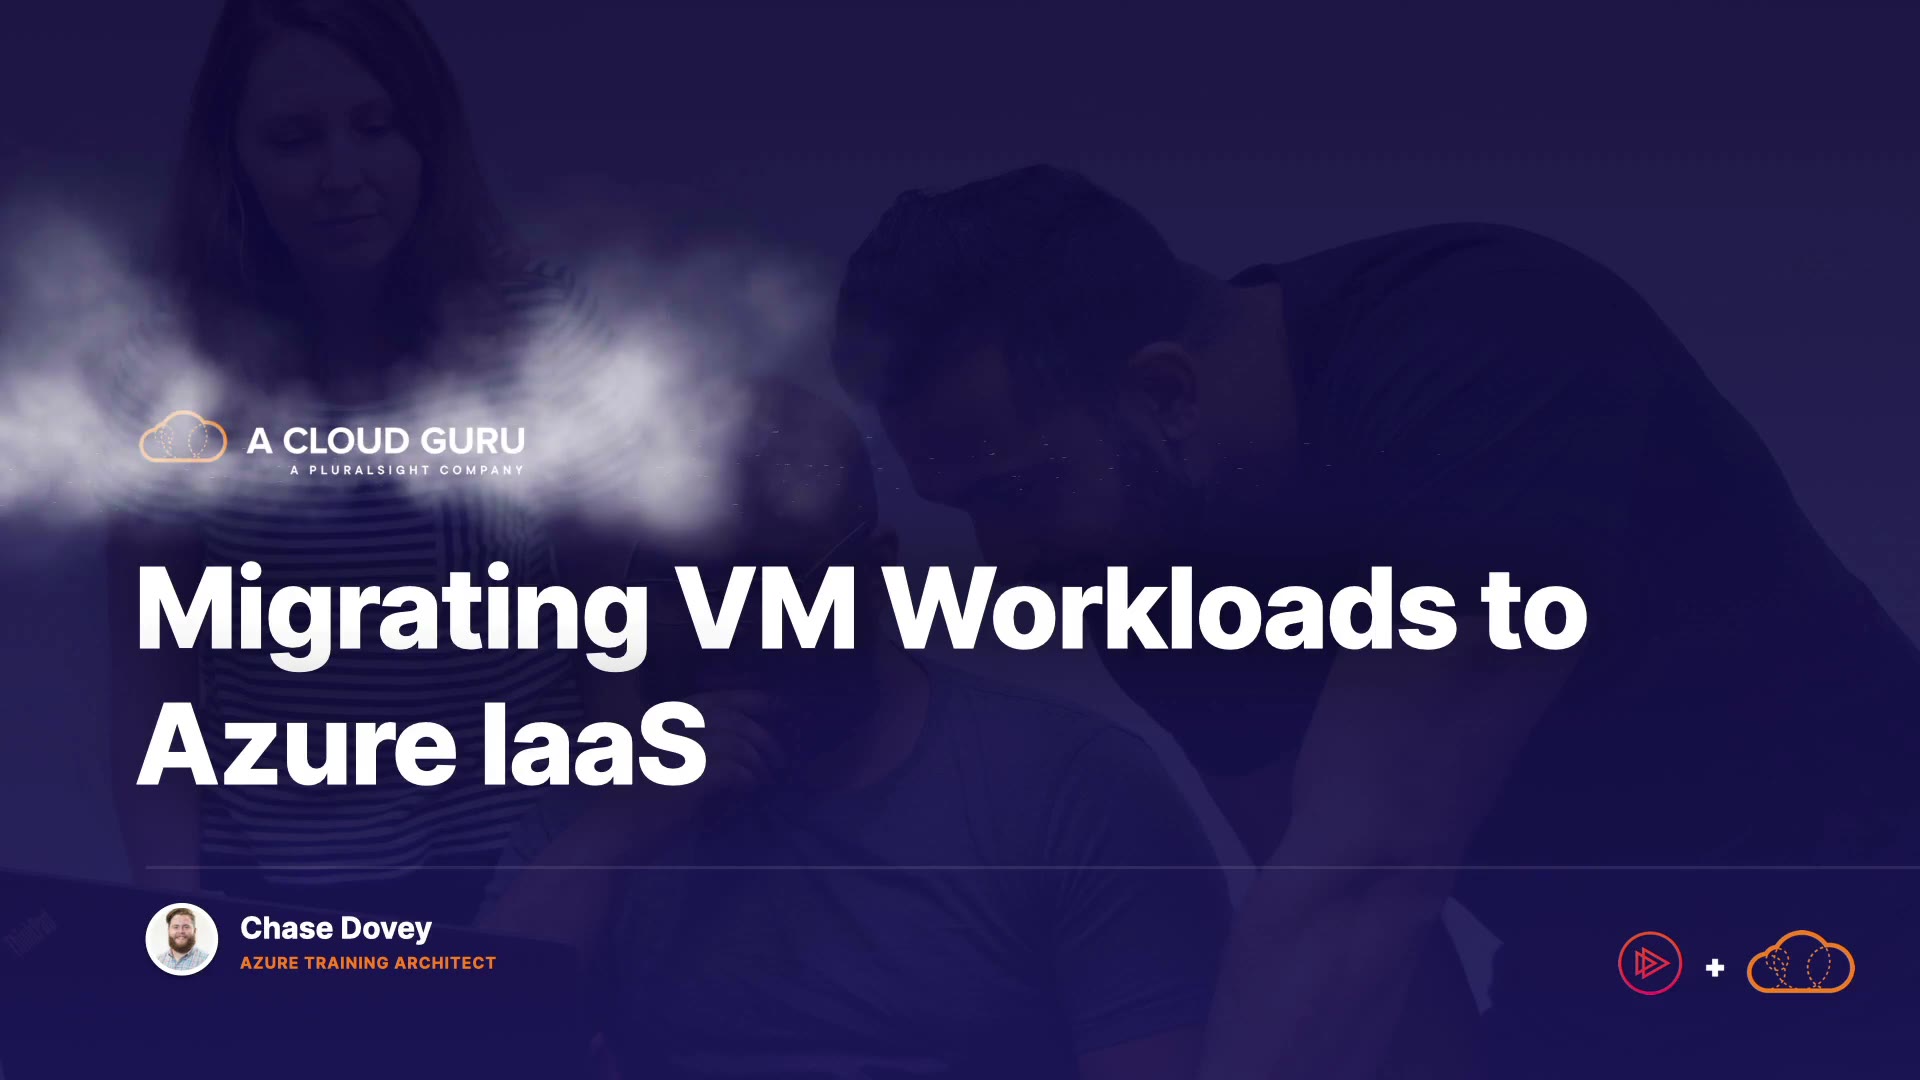 A CLOUD GURU
A PLURALSIGHT COMPANY
Migrating VM Workloads to
Azure IaaS
Chase Dovey
AZURE TRAINING ARCHITECT
+